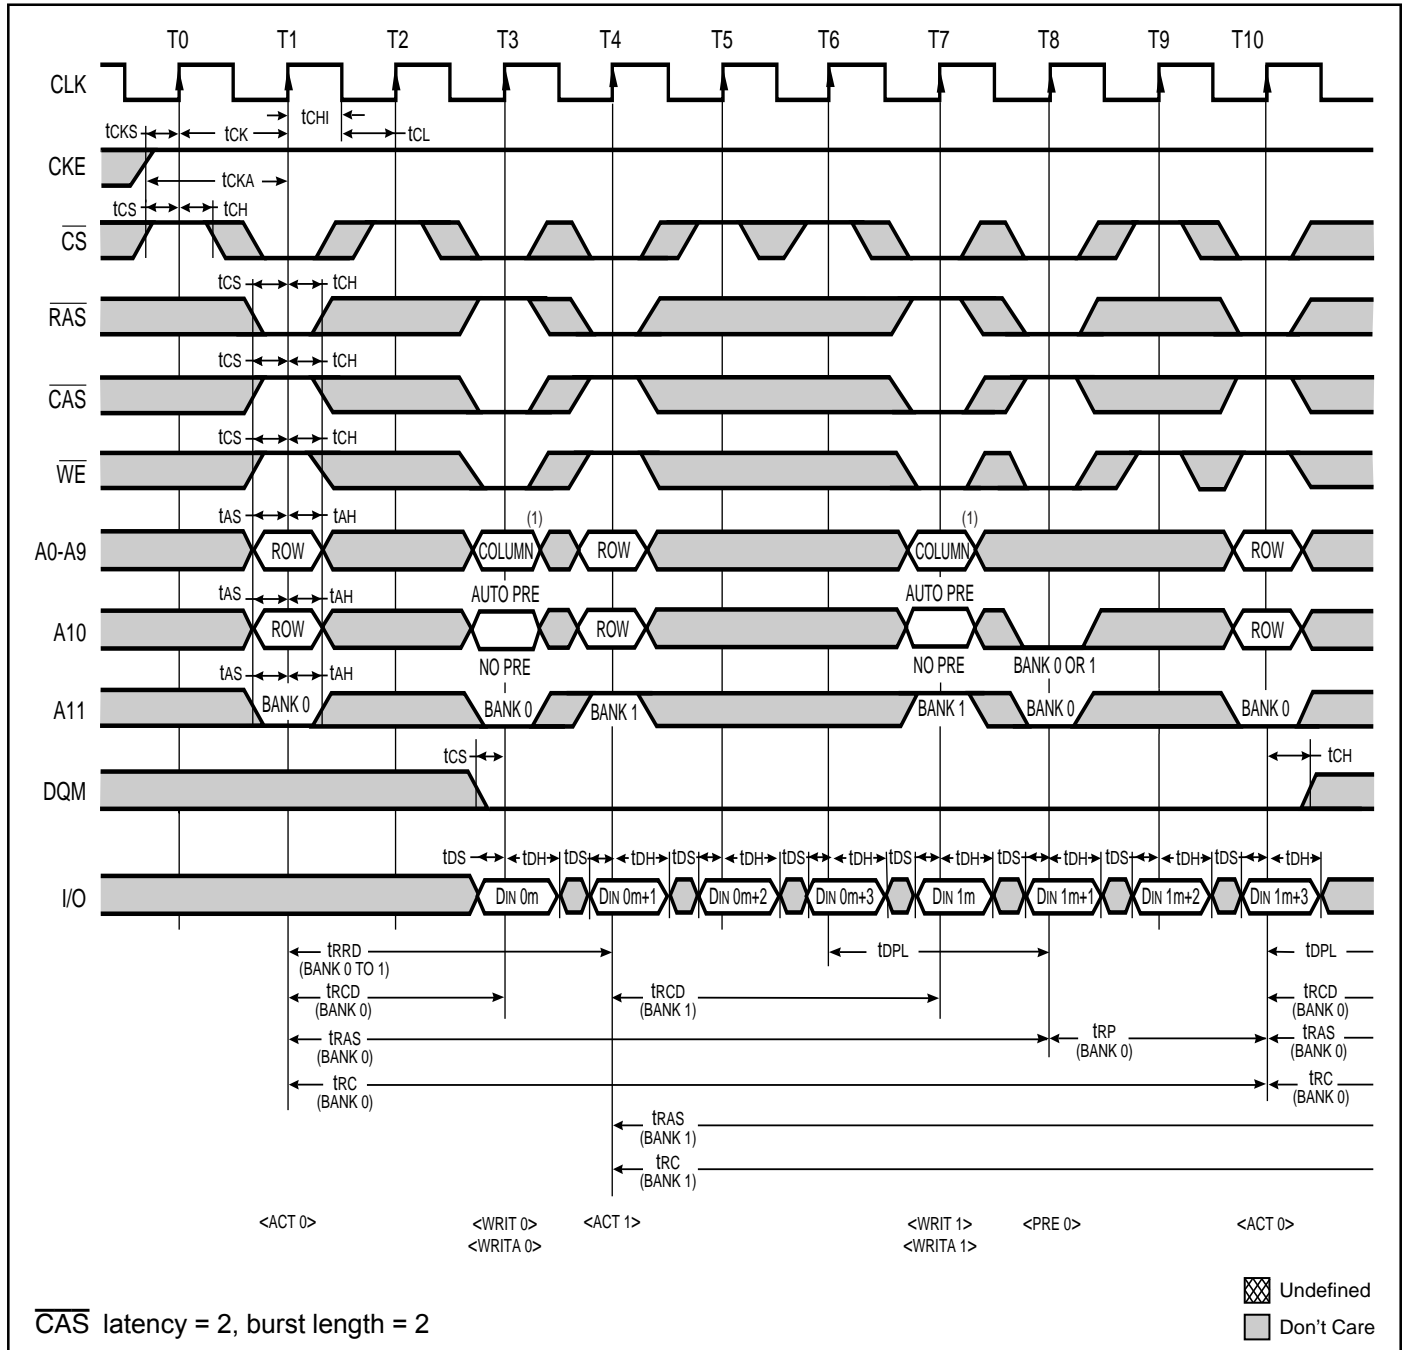 T0 T1 T2 T3 T4 T5 T6 T7 T8 T9 T10
CLK
tCHI
tCKS tCK tCL
CKE
tCKA
tCS tCH
CS
tCS tCH
RAS
tCS tCH
CAS
tCS tCH
WE
tAS tAH (1) (1)
A0-A9 ROW COLUMN ROW COLUMN ROW
tAS tAH AUTO PRE AUTO PRE
A10 ROW ROW ROW
NO PRE NO PRE BANK 0 OR 1
tAS tAH
A11 BANK 0 BANK 0 BANK 1 BANK 1 BANK 0 BANK 0
tCS tCH
DQM
tDS tDH tDS tDH tDS tDH tDS tDH tDS tDH tDS tDH tDS tDH
I/O DIN 0m DIN 0m+1 DIN 0m+2 DIN 0m+3 DIN 1m DIN 1m+1 DIN 1m+2 DIN 1m+3
tRRD tDPL tDPL
(BANK 0 TO 1)
tRCD tRCD tRCD
(BANK 0) (BANK 1) (BANK 0)
tRAS tRP tRAS
(BANK 0) (BANK 0) (BANK 0)
tRC tRC
(BANK 0) (BANK 0)
tRAS
(BANK 1)
tRC
(BANK 1)
<ACT 0> <WRIT 0> <ACT 1> <WRIT 1> <PRE 0> <ACT 0>
<WRITA 0> <WRITA 1>
Undefined
CAS latency = 2, burst length = 2
Don't Care